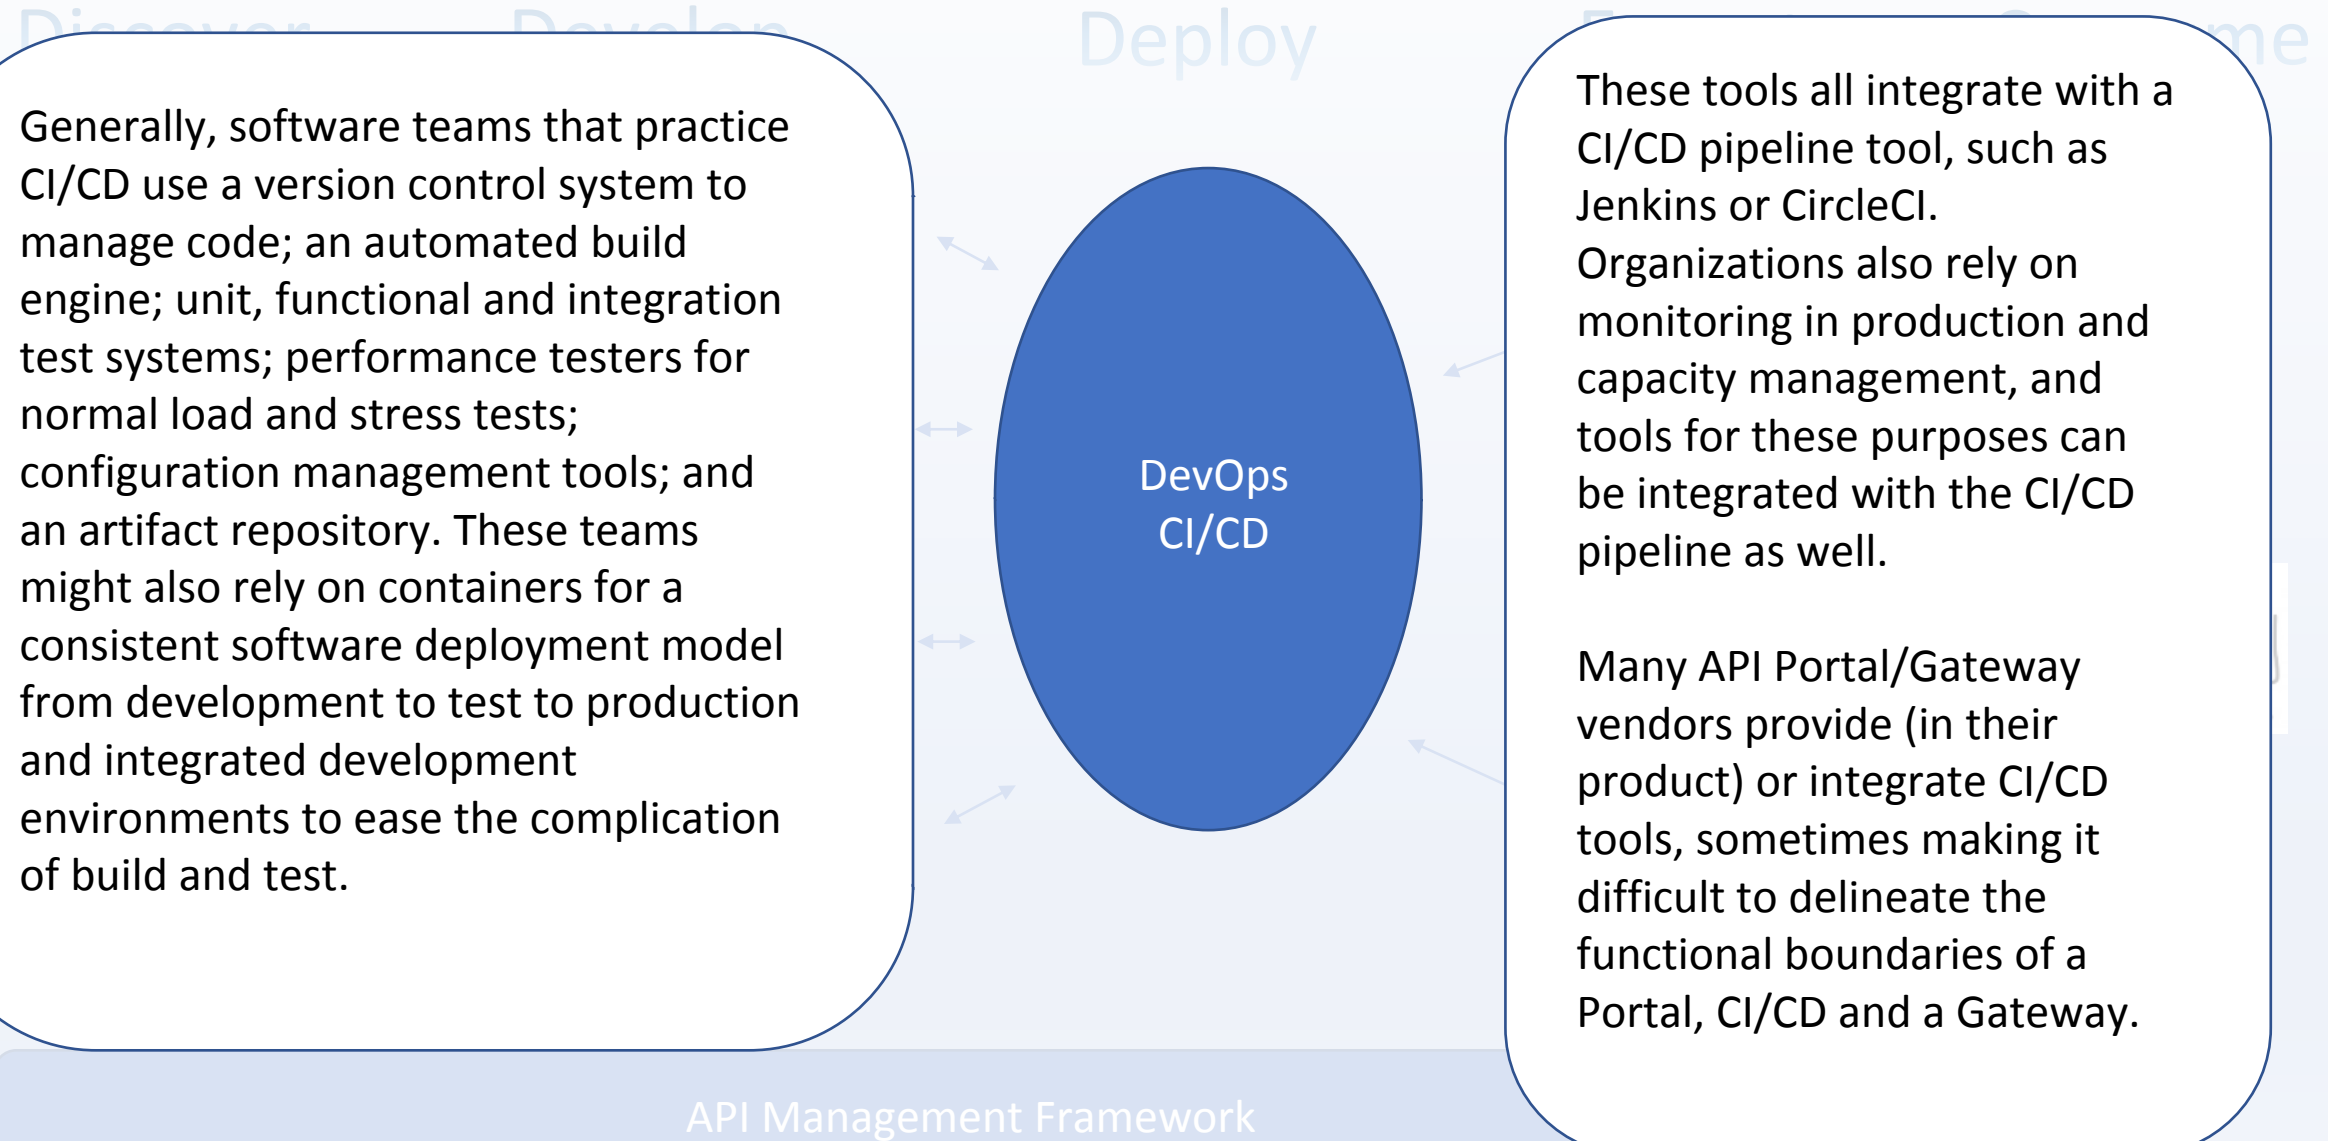 Discover
Develop
Deploy
Generally, software teams that practice
CI/CD use a version control system to
manage code; an automated build
engine; unit, functional and integration
test systems; performance testers for
normal load and stress tests;
configuration management tools; and
an artifact repository. These teams
might also rely on containers for a
consistent software deployment model
from development to test to production
and integrated development
environments to ease the complication
of build and test.
DevOps
CI/CD
These tools all integrate with a
CI/CD pipeline tool, such as
Jenkins or CircleCI.
Organizations also rely on
monitoring in production and
capacity management, and
tools for these purposes can
be integrated with the CI/CD
pipeline as well.
Many API Portal/Gateway
vendors provide (in their
product) or integrate CI/CD
tools, sometimes making it
difficult to delineate the
functional boundaries of a
Portal, CI/CD and a Gateway.
API Management Framework